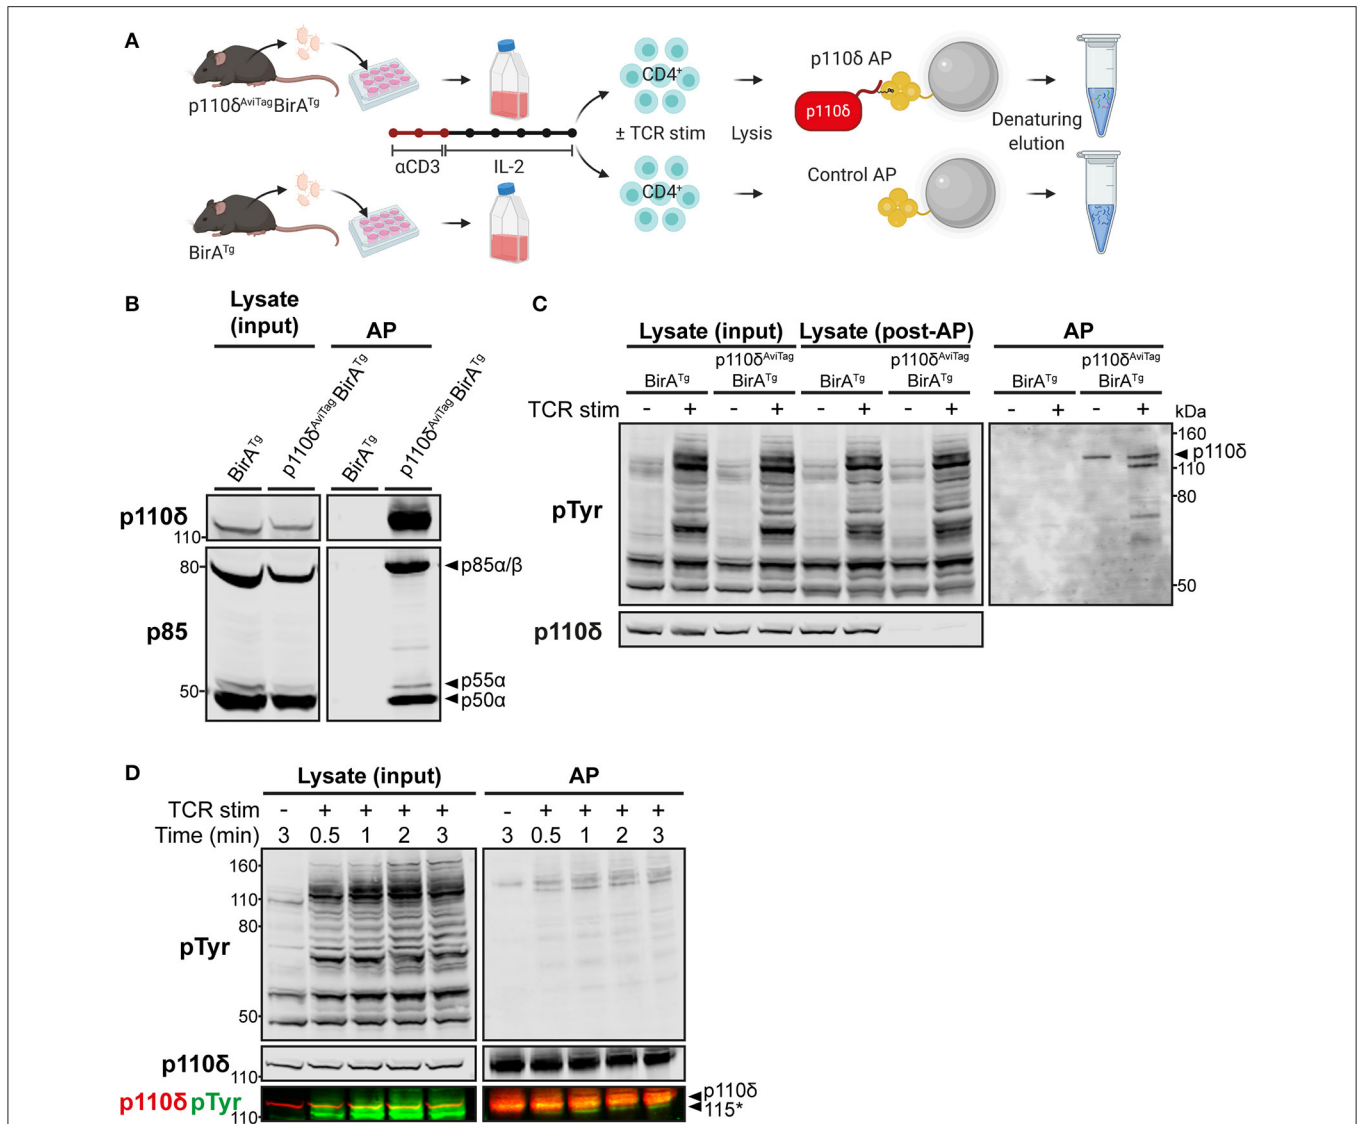 A
p110δAviTagBirATg
BirATg
αCD3
IL-2
CD4+
± TCR stim
CD4+
Lysis
p110δ AP
p110δ
Control AP
Denaturing
elution
B
Lysate
(input)
AP
BirATg
p110δAviTag BirATg
BirATg
p110δAviTag BirATg
p110δ
110
80
p85α/β
p85
50
p55α
p50α
C
Lysate (input)
Lysate (post-AP)
AP
p110δAviTag
p110δAviTag
p110δAviTag
BirATg
BirATg
BirATg
BirATg
BirATg
BirATg
TCR stim - + - + - + - + - + - + kDa
160
p110δ
110
80
pTyr
50
p110δ
D
Lysate (input)
AP
TCR stim - + + + + - + + + +
Time (min) 3 0.5 1 2 3 3 0.5 1 2 3
160
110
80
pTyr
50
p110δ
110
p110δ pTyr
110
p110δ
115*